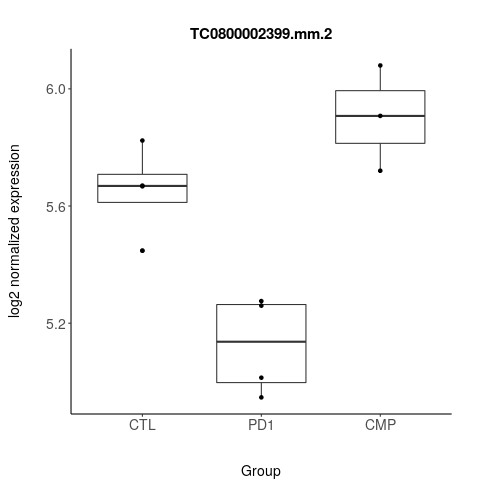 TC0800002399.mm.2
log2 normalized expression
6.0
5.6
5.2
CTL PD1 CMP
Group